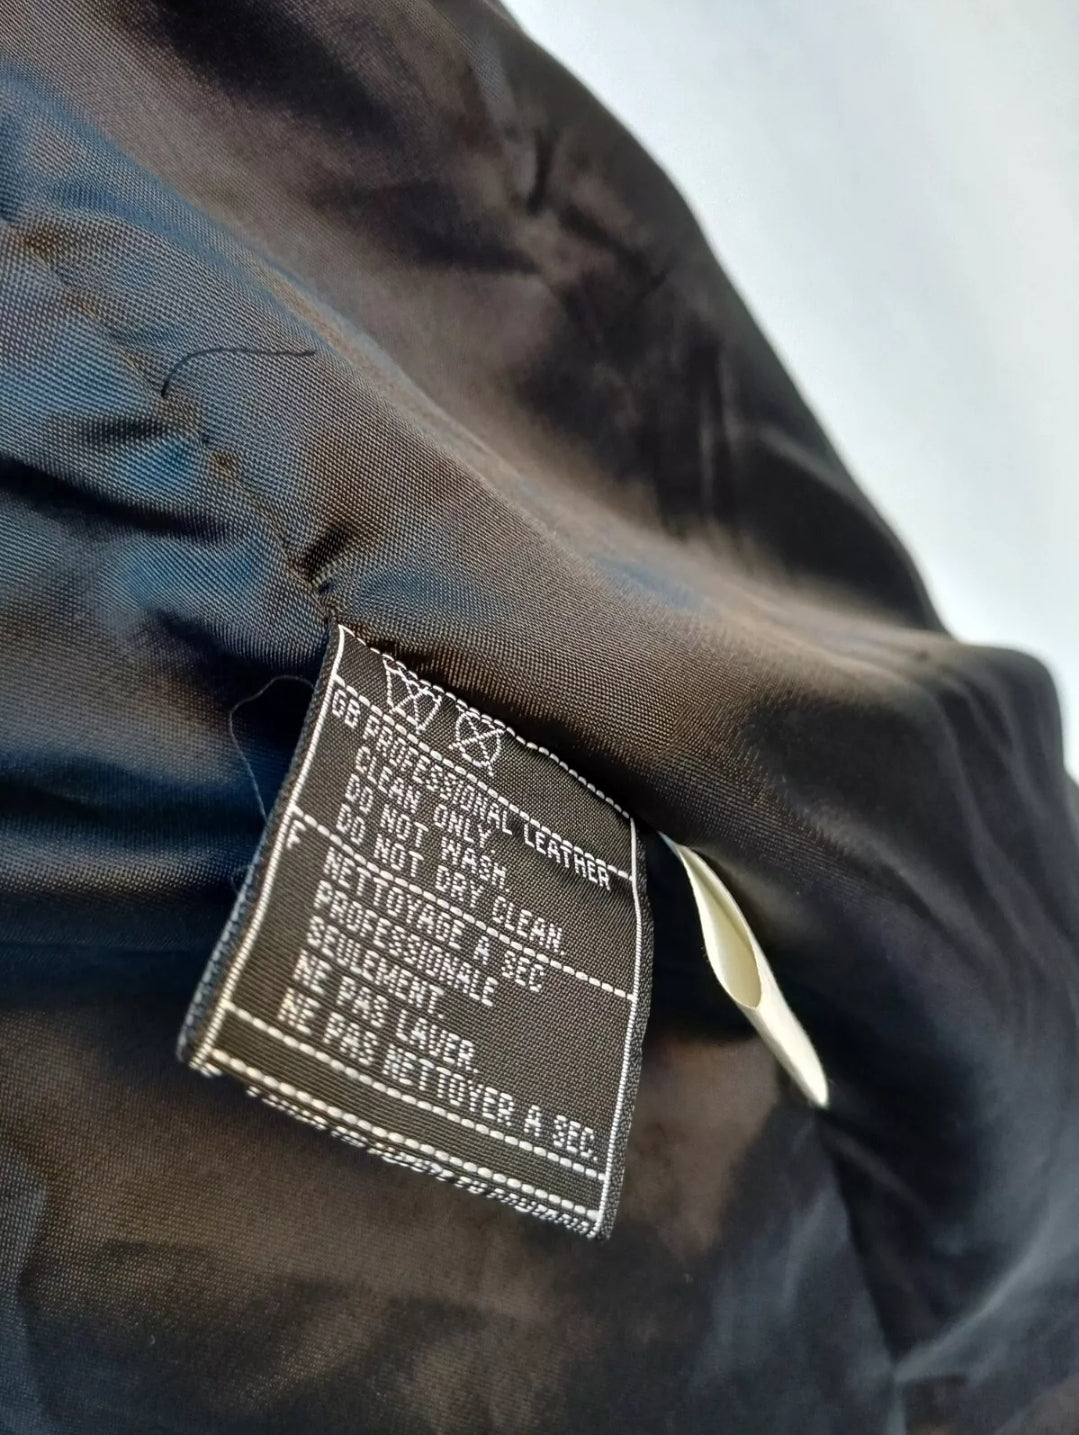 GB PROFESSIONAL LEATHER
CLEAN ONLY.
DO NOT WASH.
DO NOT DRY CLEAN.
F NETTOYAGE A SEC
PROFESSIONALE
SEULEMENT.
NE PAS LAVER.
NE PAS NETTOYER A SEC.